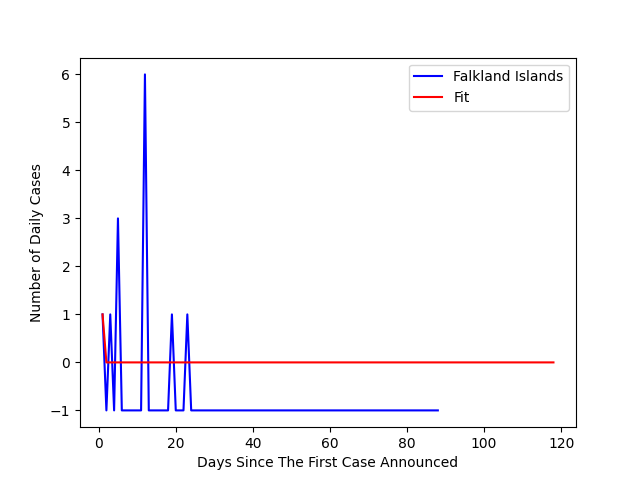 Falkland Islands
Fit
6
5
4
3
2
1
0
−1
Number of Daily Cases
0 20 40 60 80 100 120
Days Since The First Case Announced